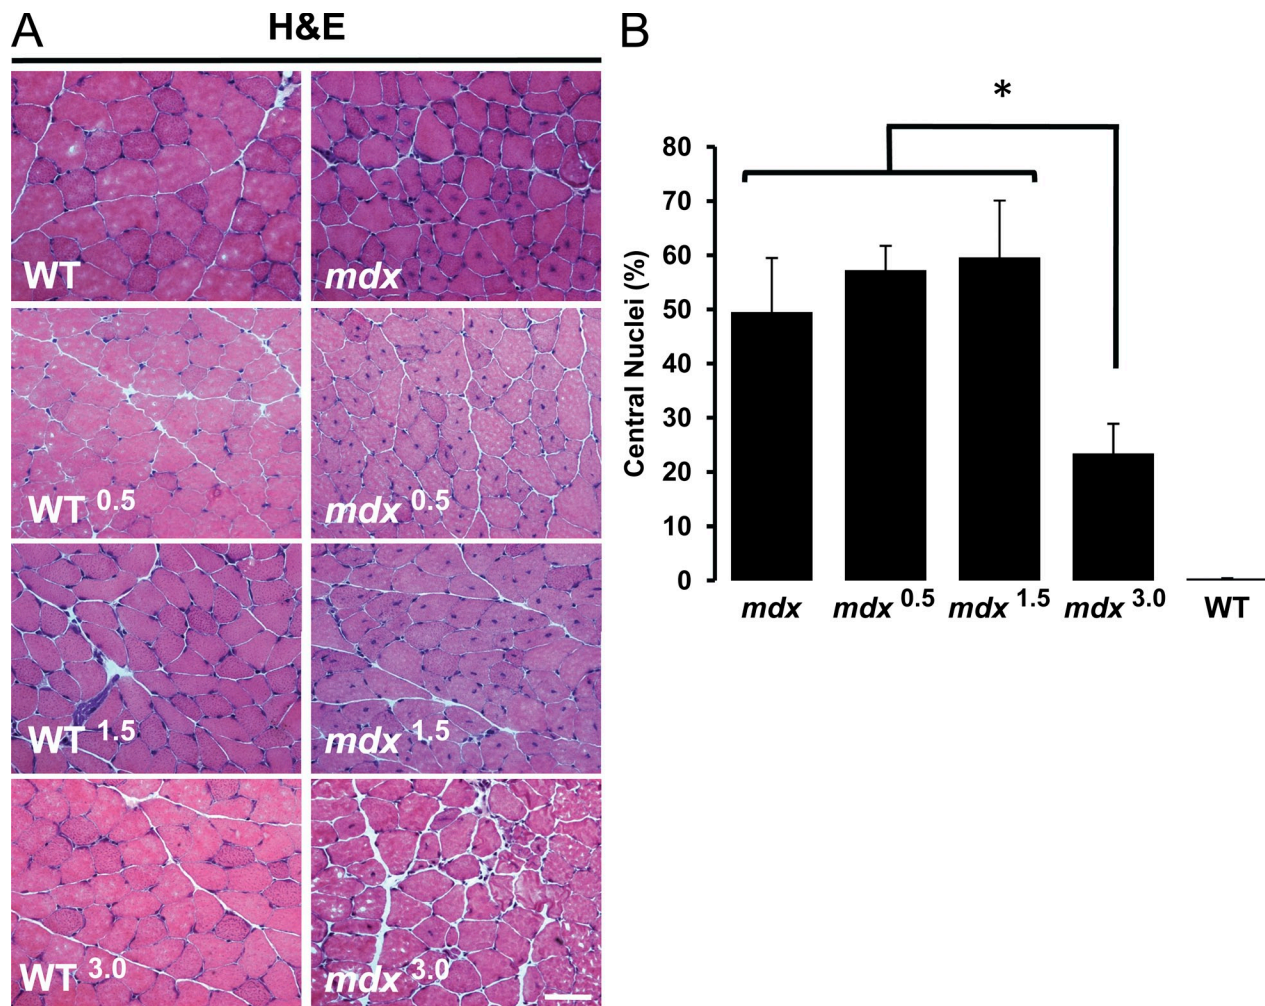 A
H&E
WT
mdx
WT 0.5
mdx 0.5
WT 1.5
mdx 1.5
WT 3.0
mdx 3.0
B
*
80
70
60
50
40
30
20
10
0
Central Nuclei (%)
mdx mdx 0.5 mdx 1.5 mdx 3.0 WT